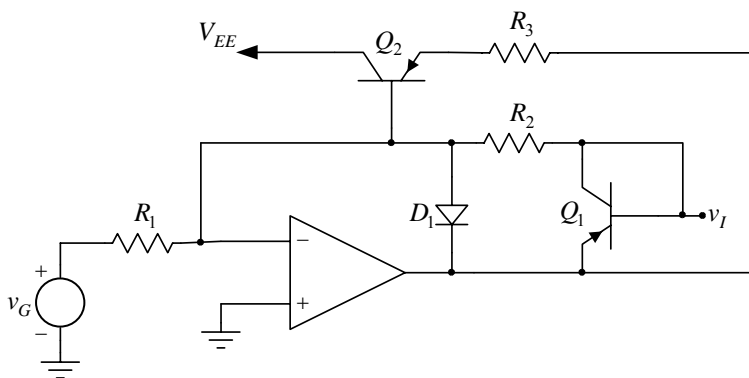 V_EE
Q_2
R_3
R_2
R_1
D_1
Q_1
v_I
−
+
+
v_G
−